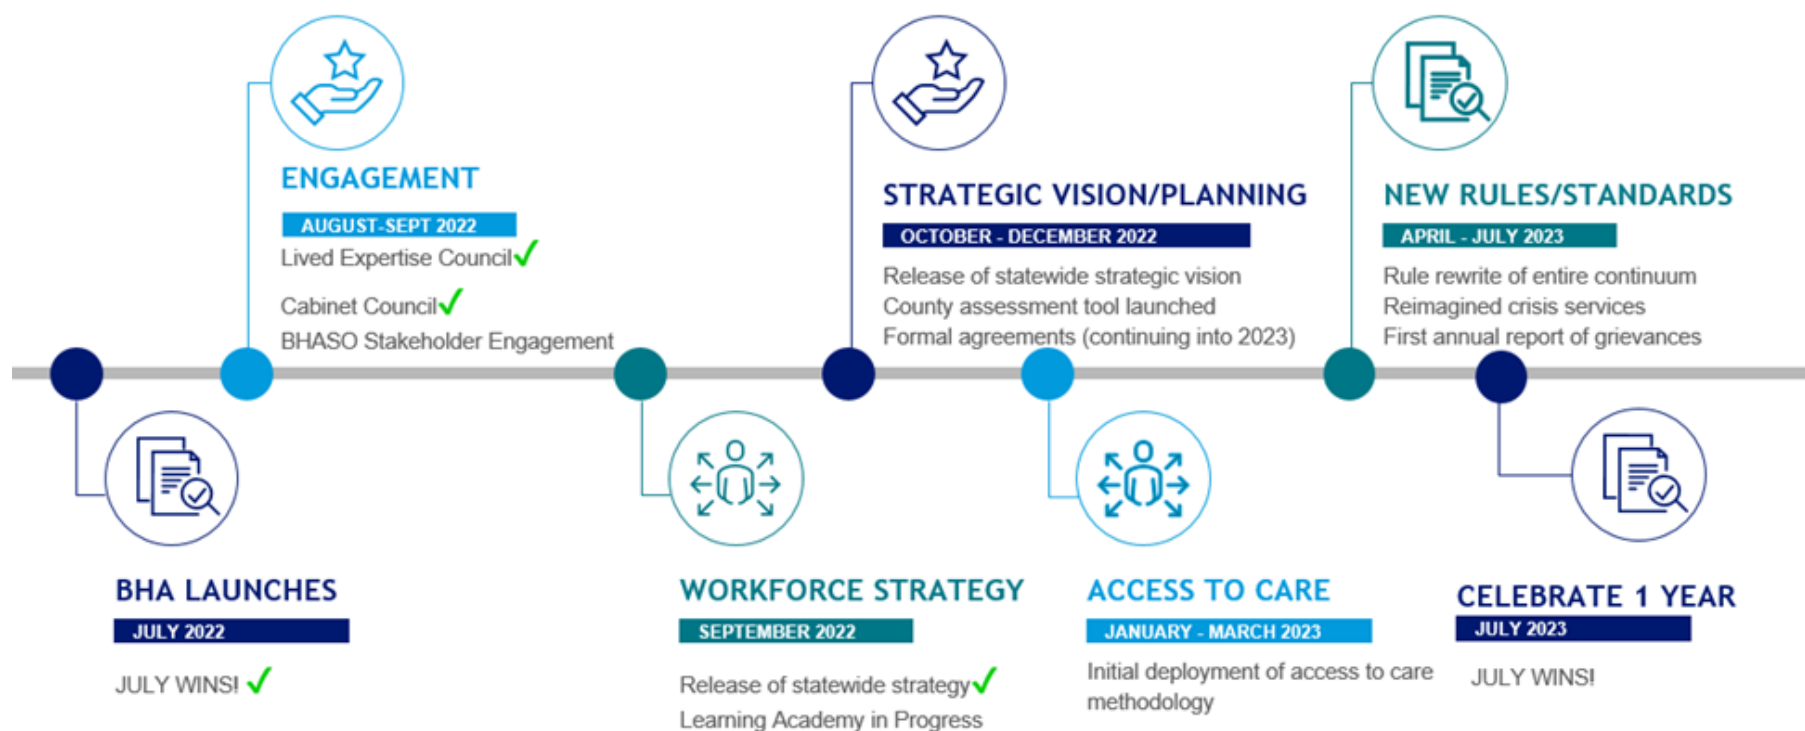 ENGAGEMENT
AUGUST-SEPT 2022
Lived Expertise Council
Cabinet Council
BHASO Stakeholder Engagement
STRATEGIC VISION/PLANNING
OCTOBER - DECEMBER 2022
Release of statewide strategic vision
County assessment tool launched
Formal agreements (continuing into 2023)
NEW RULES/STANDARDS
APRIL - JULY 2023
Rule rewrite of entire continuum
Reimagined crisis services
First annual report of grievances
BHA LAUNCHES
JULY 2022
JULY WINS!
WORKFORCE STRATEGY
SEPTEMBER 2022
Release of statewide strategy
Learning Academy in Progress
ACCESS TO CARE
JANUARY - MARCH 2023
Initial deployment of access to care
methodology
CELEBRATE 1 YEAR
JULY 2023
JULY WINS!